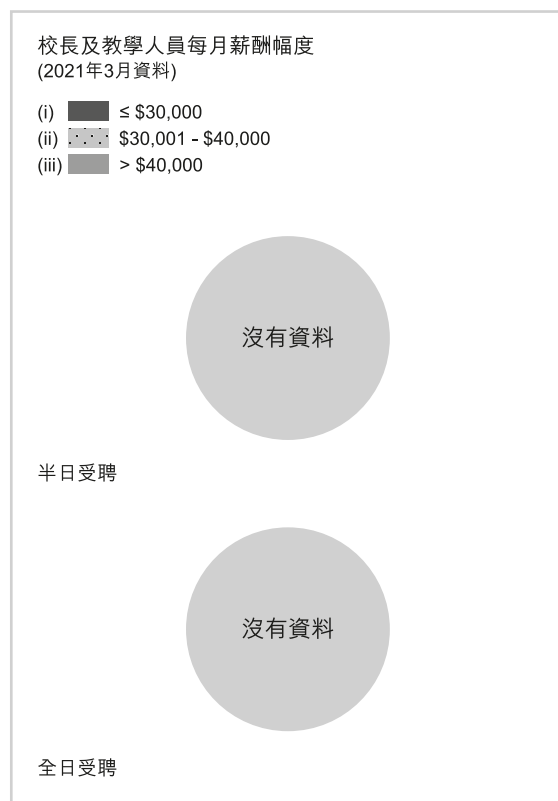 校長及教學人員每月薪酬幅度
(2021年3月資料)
(i) ≤ $30,000
(ii) $30,001 - $40,000
(iii) > $40,000
沒有資料
半日受聘
沒有資料
全日受聘